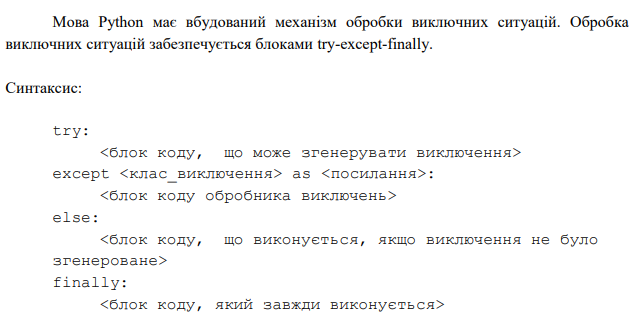 Мова Python має вбудований механізм обробки виключних ситуацій. Обробка
виключних ситуацій забезпечується блоками try-except-finally.
Синтаксис:
try:
<блок коду, що може згенерувати виключення>
except <клас_виключення> as <посилання>:
<блок коду обробника виключень>
else:
<блок коду, що виконується, якщо виключення не було
згенероване>
finally:
<блок коду, який завжди виконується>